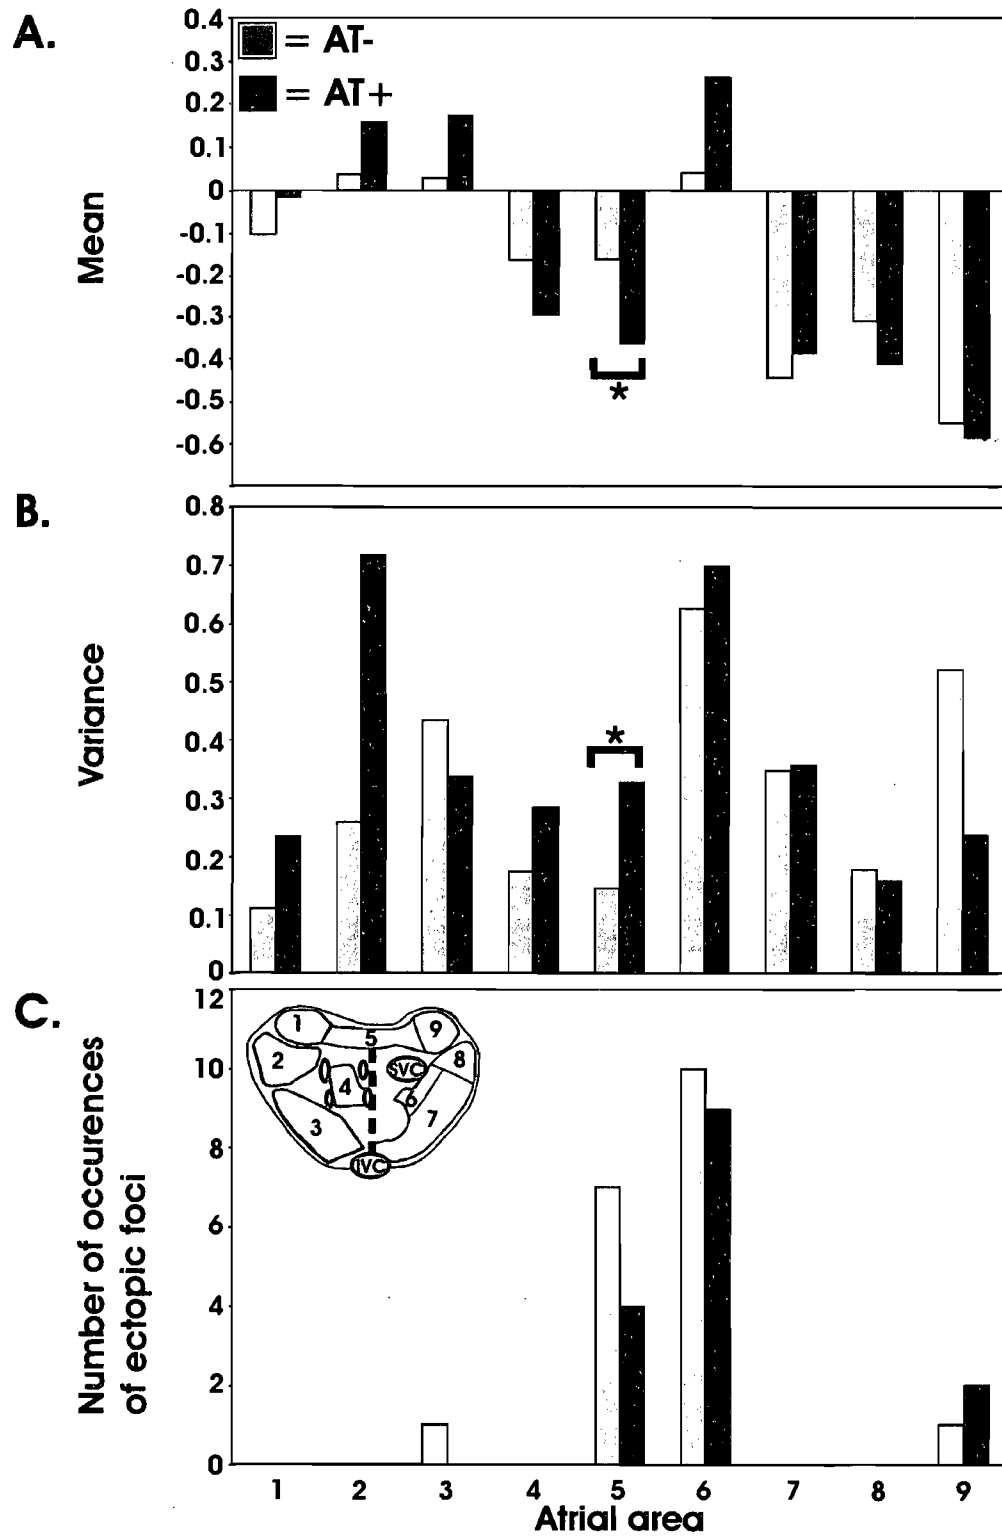 A.
0.4
0.3
0.2
0.1
0
-0.1
-0.2
-0.3
-0.4
-0.5
-0.6
Mean
= AT-
= AT+
*
B.
0.8
0.7
0.6
0.5
0.4
0.3
0.2
0.1
0
Variance
*
C.
12
10
8
6
4
2
0
Number of occurences
of ectopic foci
1
5
9
2
8
4
SVC
6
3
7
IVC
1 2 3 4 5 6 7 8 9
Atrial area